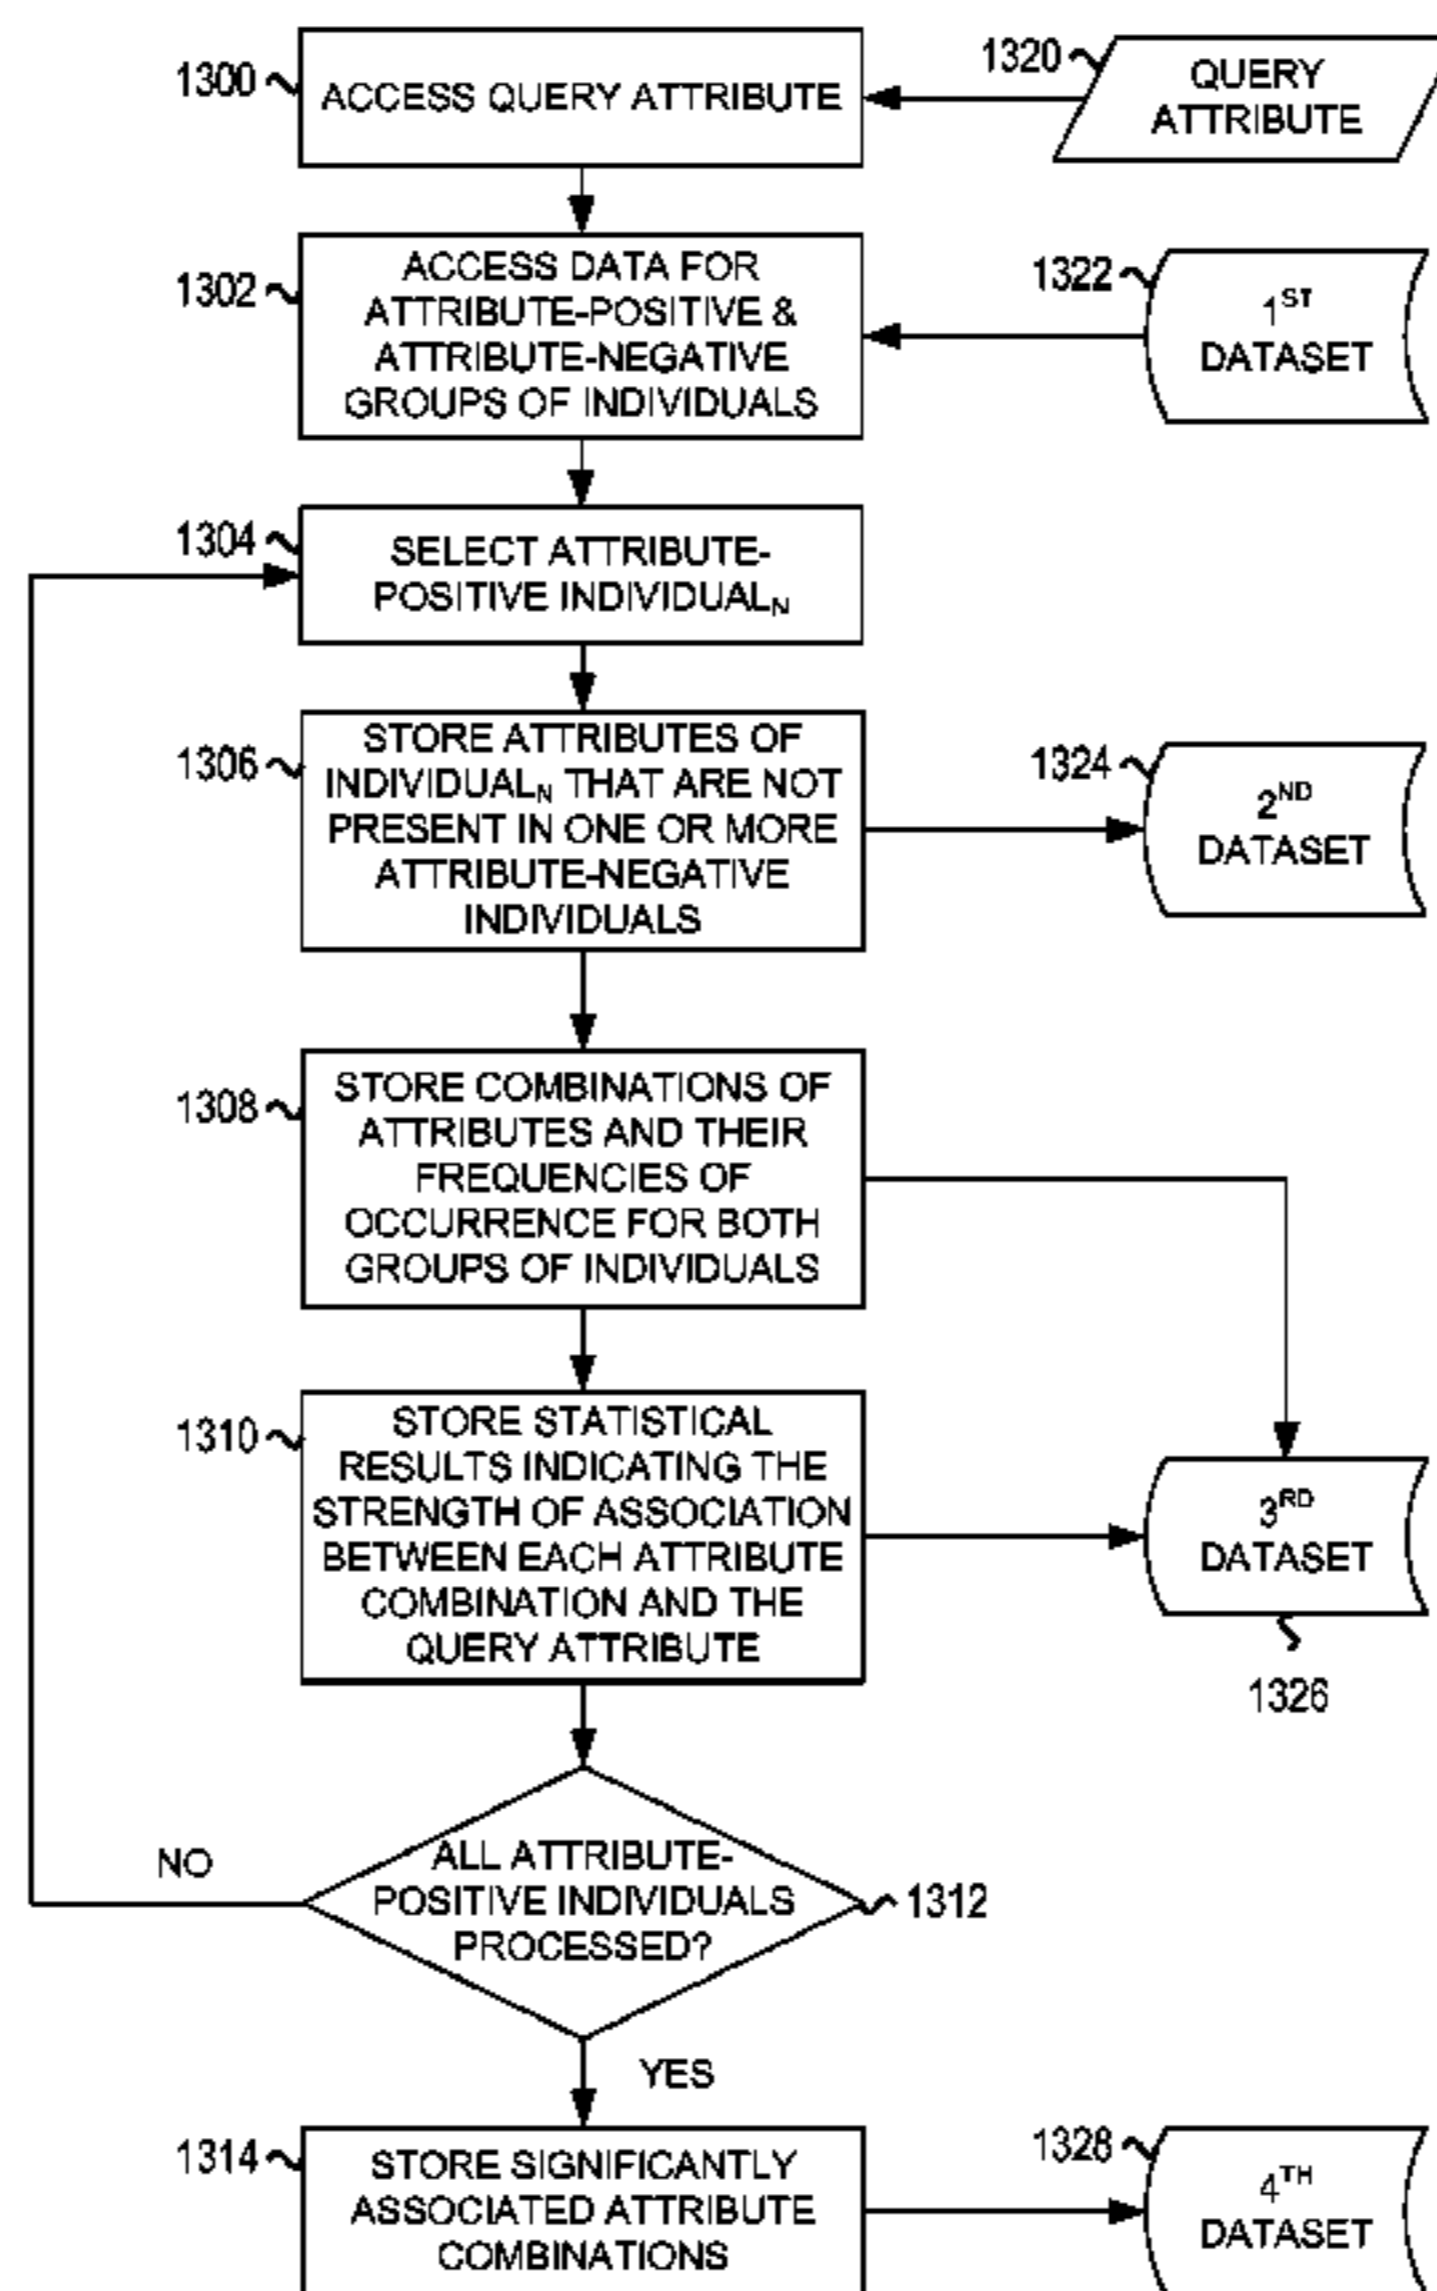 1300
ACCESS QUERY ATTRIBUTE
1320
QUERY
ATTRIBUTE
1302
ACCESS DATA FOR
ATTRIBUTE-POSITIVE &
ATTRIBUTE-NEGATIVE
GROUPS OF INDIVIDUALS
1322
1ST
DATASET
1304
SELECT ATTRIBUTE-
POSITIVE INDIVIDUALN
1306
STORE ATTRIBUTES OF
INDIVIDUALN THAT ARE NOT
PRESENT IN ONE OR MORE
ATTRIBUTE-NEGATIVE
INDIVIDUALS
1324
2ND
DATASET
1308
STORE COMBINATIONS OF
ATTRIBUTES AND THEIR
FREQUENCIES OF
OCCURRENCE FOR BOTH
GROUPS OF INDIVIDUALS
1310
STORE STATISTICAL
RESULTS INDICATING THE
STRENGTH OF ASSOCIATION
BETWEEN EACH ATTRIBUTE
COMBINATION AND THE
QUERY ATTRIBUTE
3RD
DATASET
1326
NO
ALL ATTRIBUTE-
POSITIVE INDIVIDUALS
PROCESSED?
1312
YES
1314
STORE SIGNIFICANTLY
ASSOCIATED ATTRIBUTE
COMBINATIONS
1328
4TH
DATASET